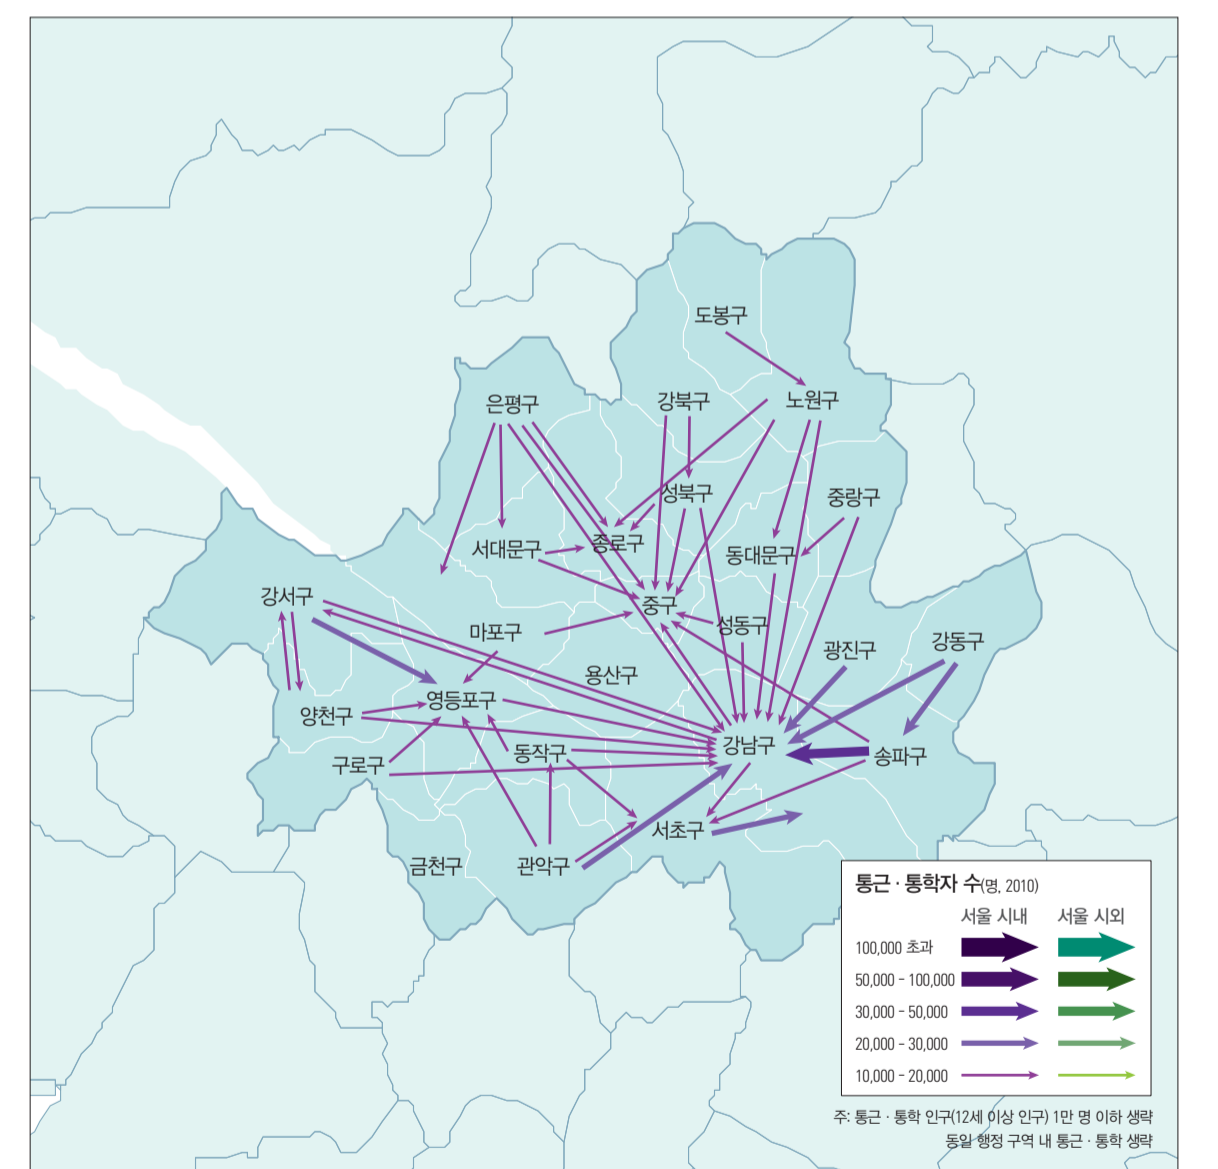 도봉구
은평구
강북구
노원구
성북구
중랑구
서대문구
종로구
동대문구
강서구
중구
마포구
성동구
광진구
강동구
용산구
양천구
영등포구
강남구
구로구
동작구
송파구
서초구
금천구
관악구
통근 · 통학자 수(명, 2010)
서울 시내 서울 시외
100,000 초과
50,000 - 100,000
30,000 - 50,000
20,000 - 30,000
10,000 - 20,000
주: 통근 · 통학 인구(12세 이상 인구) 1만 명 이하 생략
동일 행정 구역 내 통근 · 통학 생략